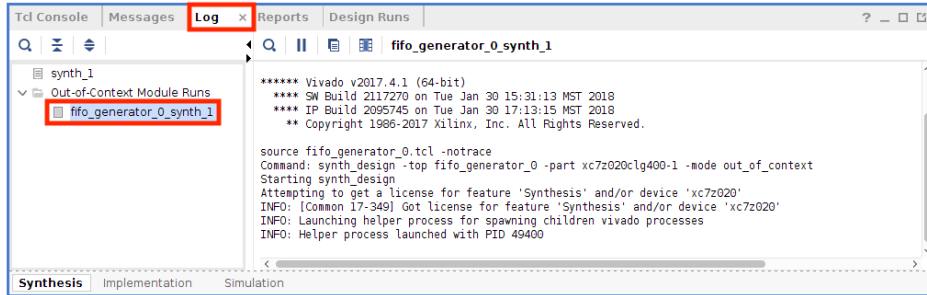 Tcl Console Messages Log × Reports Design Runs ? _
fifo_generator_0_synth_1
synth_1
Out-of-Context Module Runs
fifo_generator_0_synth_1
****** Vivado v2017.4.1 (64-bit)
**** SW Build 2117270 on Tue Jan 30 15:31:13 MST 2018
**** IP Build 2095745 on Tue Jan 30 17:13:15 MST 2018
** Copyright 1986-2017 Xilinx, Inc. All Rights Reserved.
source fifo_generator_0.tcl -notrace
Command: synth_design -top fifo_generator_0 -part xc7z020clg400-1 -mode out_of_context
Starting synth_design
Attempting to get a license for feature 'Synthesis' and/or device 'xc7z020'
INFO: [Common 17-349] Got license for feature 'Synthesis' and/or device 'xc7z020'
INFO: Launching helper process for spawning children vivado processes
INFO: Helper process launched with PID 49400
Synthesis Implementation Simulation